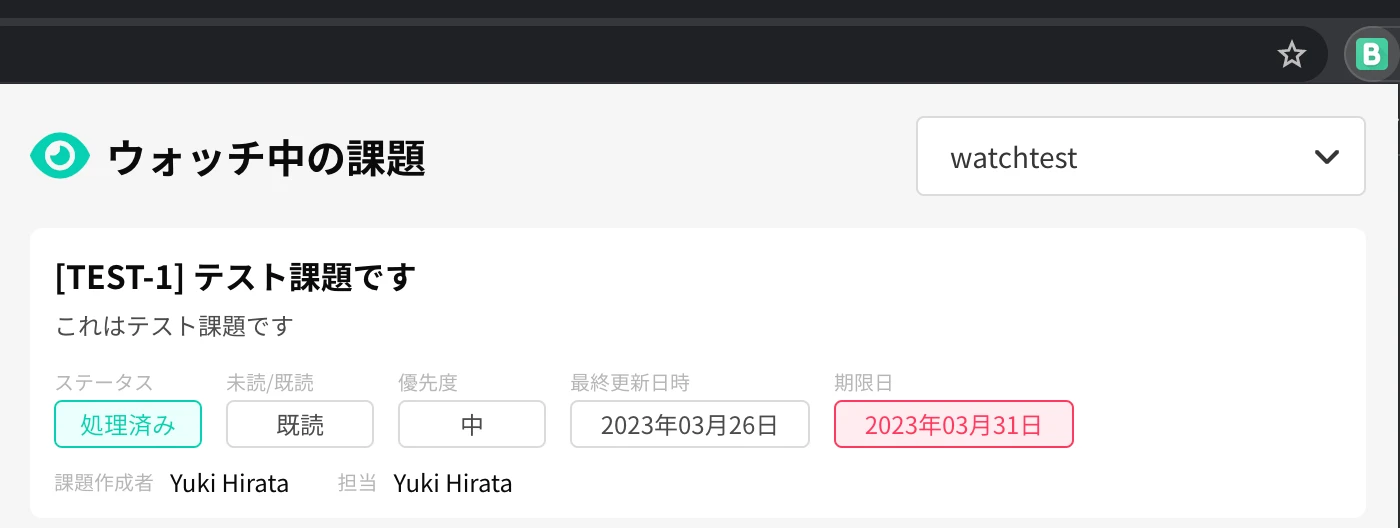 B
ウォッチ中の課題
watchtest
[TEST-1] テスト課題です
これはテスト課題です
ステータス 未読/既読 優先度 最終更新日時 期限日
処理済み 既読 中 2023年03月26日 2023年03月31日
課題作成者 Yuki Hirata 担当 Yuki Hirata